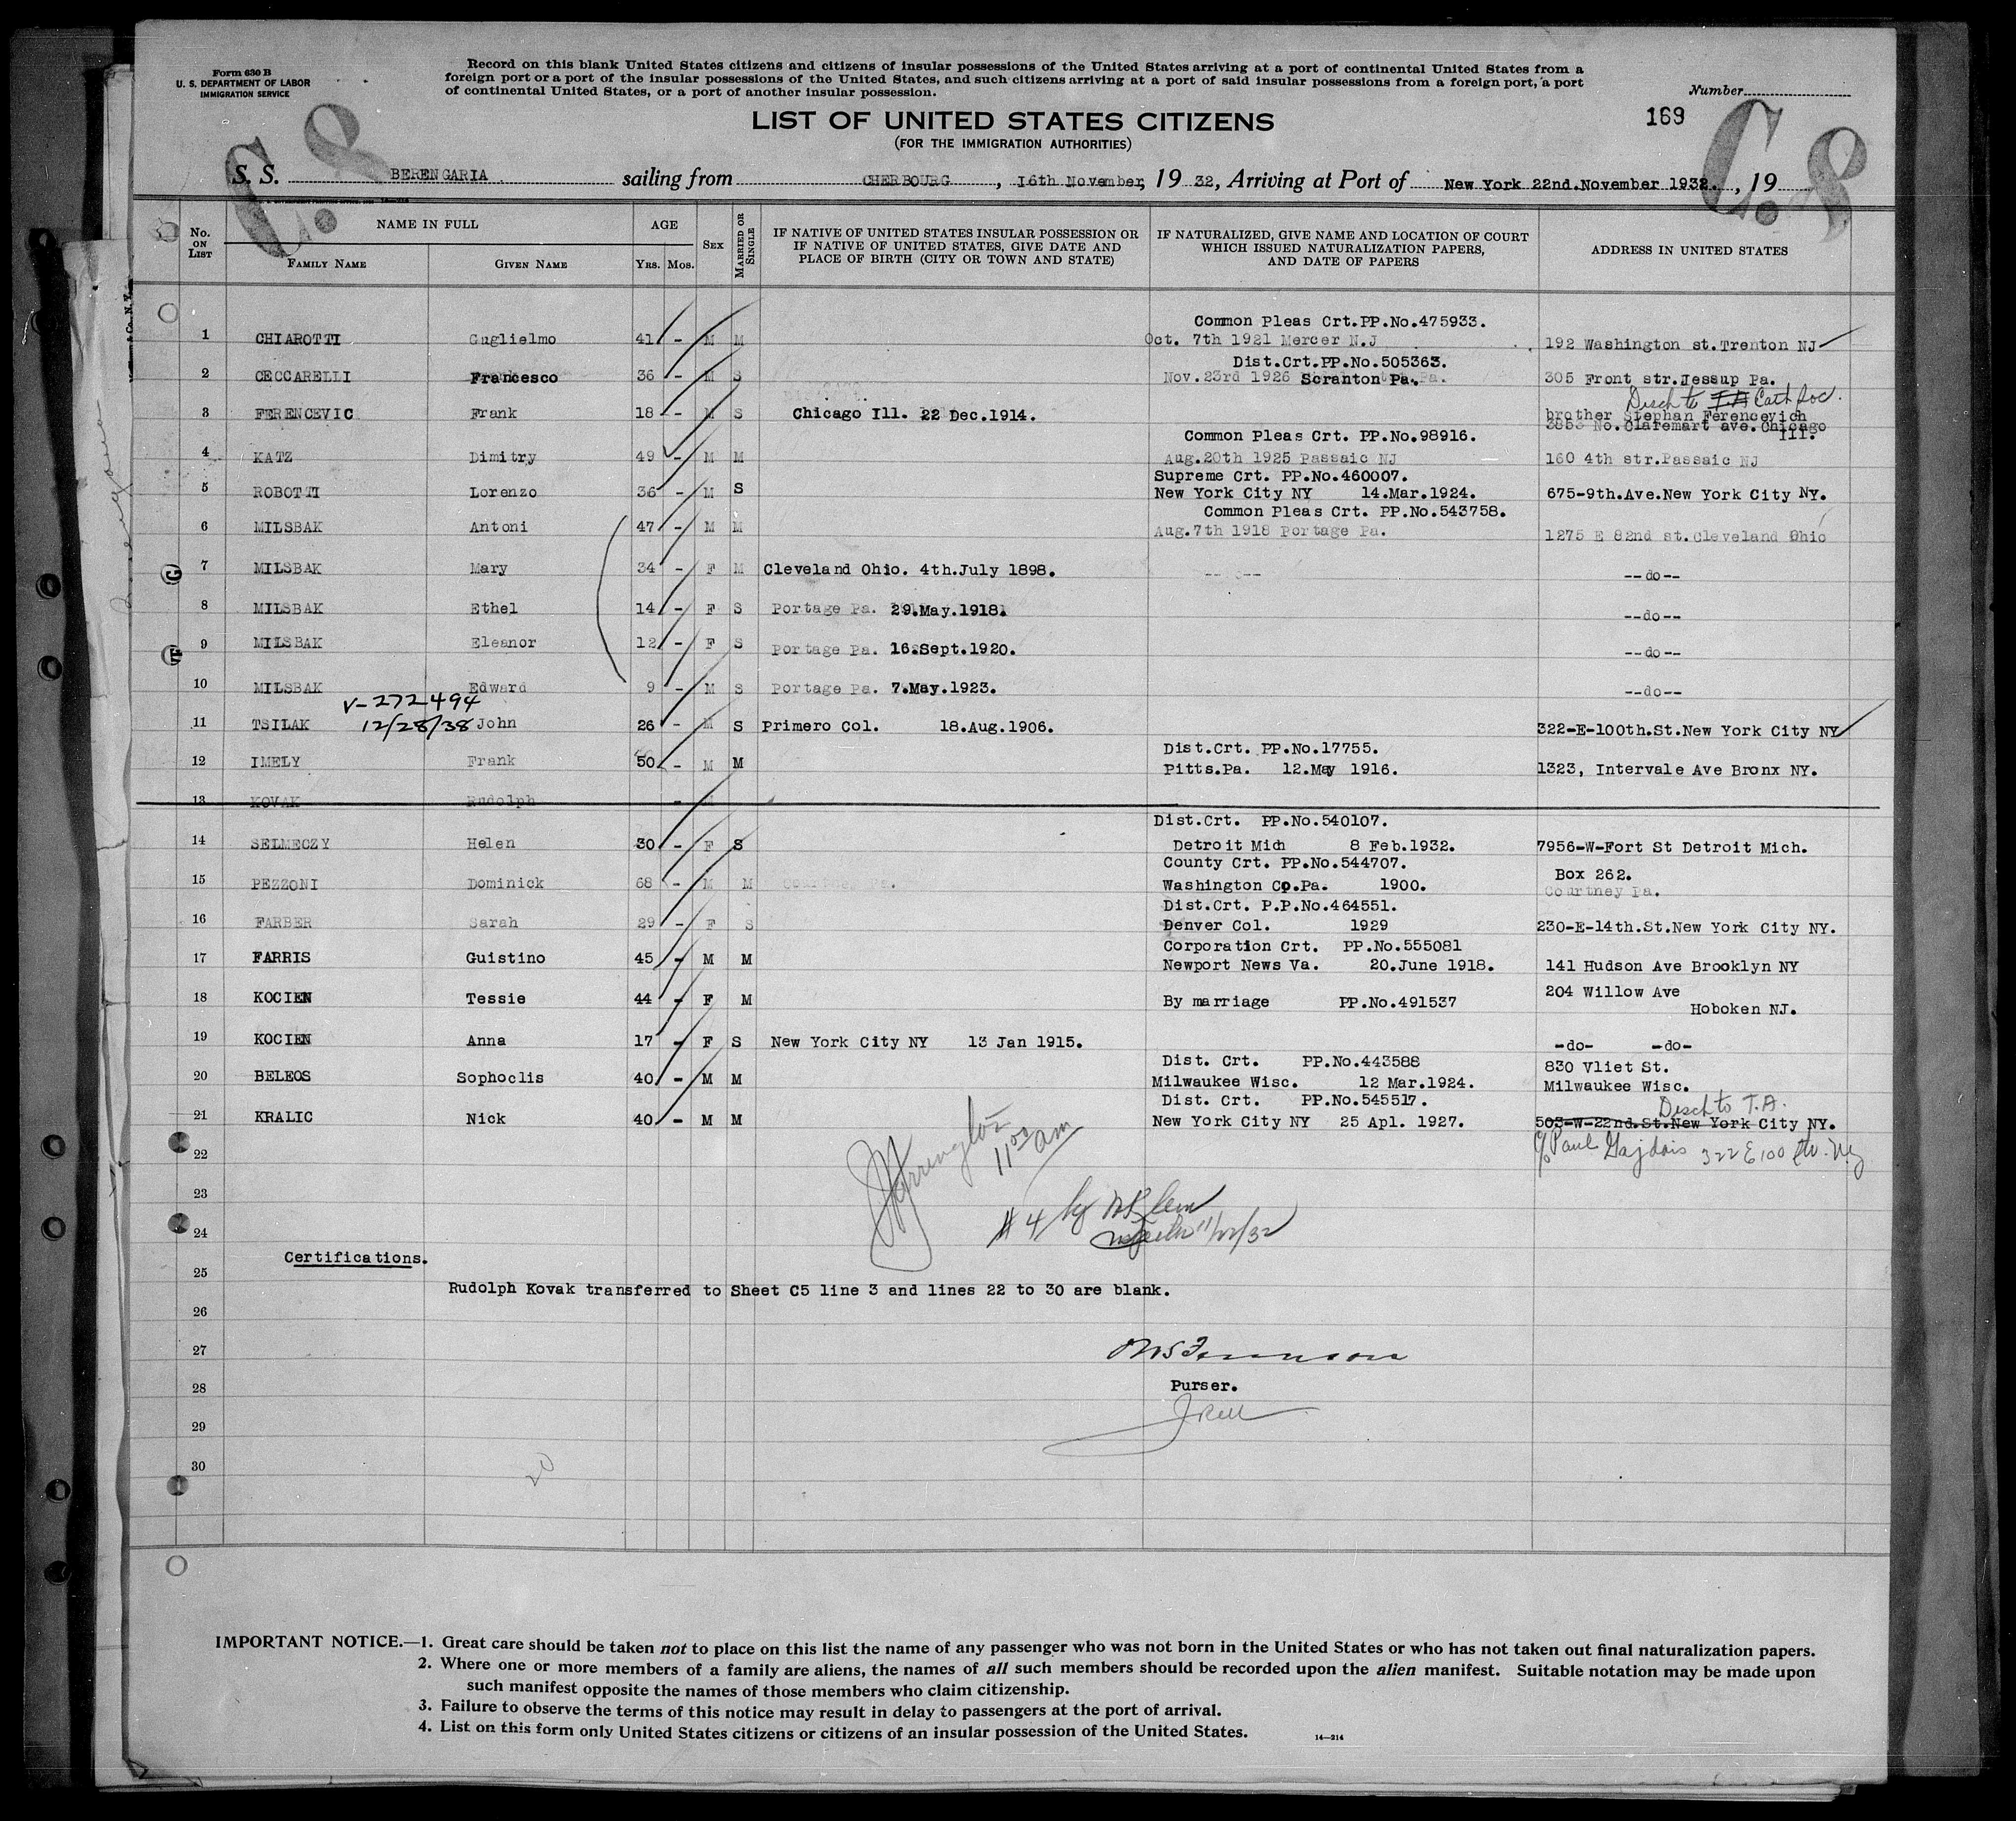 Form 630 B
U. S. DEPARTMENT OF LABOR
IMMIGRATION SERVICE
Record on this blank United States citizens and citizens of insular possessions of the United States arriving at a port of continental United States from a
foreign port or a port of the insular possessions of the United States, and such citizens arriving at a port of said insular possessions from a foreign port, a port
of continental United States, or a port of another insular possession.
Number
169
C.8
C.8
LIST OF UNITED STATES CITIZENS
(FOR THE IMMIGRATION AUTHORITIES)
S. S. BERENGARIA sailing from CHERBOURG, 16th November, 19 32, Arriving at Port of New York 22nd.November 1932., 19
No. ON LIST
NAME IN FULL
FAMILY NAME
GIVEN NAME
AGE
YRS. MOS.
SEX
MARRIED OR SINGLE
IF NATIVE OF UNITED STATES INSULAR POSSESSION OR
IF NATIVE OF UNITED STATES, GIVE DATE AND
PLACE OF BIRTH (CITY OR TOWN AND STATE)
IF NATURALIZED, GIVE NAME AND LOCATION OF COURT
WHICH ISSUED NATURALIZATION PAPERS,
AND DATE OF PAPERS
ADDRESS IN UNITED STATES
Common Pleas Crt.PP.No.475933.
1 CHIAROTTI Guglielmo 41 - M M Oct. 7th 1921 Mercer N.J 192 Washington st.Trenton NJ
Dist.Crt.PP.No.505363.
2 CECCARELLI Francesco 36 - M S Nov.23rd 1926 Scranton Pa. 305 Front str.Jessup Pa.
Disch to Cath Soc.
3 FERENCEVIC Frank 18 - M S Chicago Ill. 22 Dec.1914. brother Stephan Ferencevich
3853 No.Claremart ave.Chicago
Ill.
Common Pleas Crt. PP.No.98916.
4 KATZ Dimitry 49 - M M Aug.20th 1925 Passaic NJ 160 4th str.Passaic NJ
Supreme Crt. PP.No.460007.
5 ROBOTTI Lorenzo 36 - M S New York City NY 14.Mar.1924. 675-9th.Ave.New York City NY.
Common Pleas Crt. PP.No.543758.
6 MILSBAK Antoni 47 - M M Aug.7th 1918 Portage Pa. 1275 E 82nd st.Cleveland Ohio
7 MILSBAK Mary 34 - F M Cleveland Ohio. 4th.July 1898. --do--
8 MILSBAK Ethel 14 - F S Portage Pa. 29.May.1918. --do--
9 MILSBAK Eleanor 12 - F S Portage Pa. 16.Sept.1920. --do--
10 MILSBAK Edward 9 - M S Portage Pa. 7.May.1923. --do--
V-272494
12/28/38
11 TSILAK John 26 - M S Primero Col. 18.Aug.1906. 322-E-100th.St.New York City NY
Dist.Crt. PP.No.17755.
12 IMELY Frank 50 - M M Pitts.Pa. 12.May 1916. 1323, Intervale Ave Bronx NY.
13 KOVAK Rudolph -
Dist.Crt. PP.No.540107.
14 SELMECZY Helen 30 - F S Detroit Mich 8 Feb.1932. 7956-W-Fort St Detroit Mich.
County Crt. PP.No.544707.
15 PEZZONI Dominick 68 - M M Washington Co.Pa. 1900. Box 262.
Courtney Pa.
Dist.Crt. P.P.No.464551.
16 FARBER Sarah 29 - F S Denver Col. 1929 230-E-14th.St.New York City NY.
Corporation Crt. PP.No.555081
17 FARRIS Guistino 45 - M M Newport News Va. 20.June 1918. 141 Hudson Ave Brooklyn NY
18 KOCIEN Tessie 44 - F M By marriage PP.No.491537 204 Willow Ave
Hoboken NJ.
19 KOCIEN Anna 17 - F S New York City NY 13 Jan 1915. -do- -do-
Dist. Crt. PP.No.443588
20 BELEOS Sophoclis 40 - M M Milwaukee Wisc. 12 Mar.1924. 830 Vliet St.
Milwaukee Wisc.
Dist. Crt. PP.No.545517.
Disch to T.A.
21 KRALIC Nick 40 - M M New York City NY 25 Apl. 1927. 503-W-22nd.St.New York City NY.
c/o Paul Gajdois 322 E 100 St. NY
22
11 00 am
23
# 4 by
11/22/32
24
Certifications.
25
Rudolph Kovak transferred to Sheet C5 line 3 and lines 22 to 30 are blank.
26
27
28
Purser.
29
30
20
IMPORTANT NOTICE.—1. Great care should be taken not to place on this list the name of any passenger who was not born in the United States or who has not taken out final naturalization papers.
2. Where one or more members of a family are aliens, the names of all such members should be recorded upon the alien manifest. Suitable notation may be made upon
such manifest opposite the names of those members who claim citizenship.
3. Failure to observe the terms of this notice may result in delay to passengers at the port of arrival.
4. List on this form only United States citizens or citizens of an insular possession of the United States.
14—214